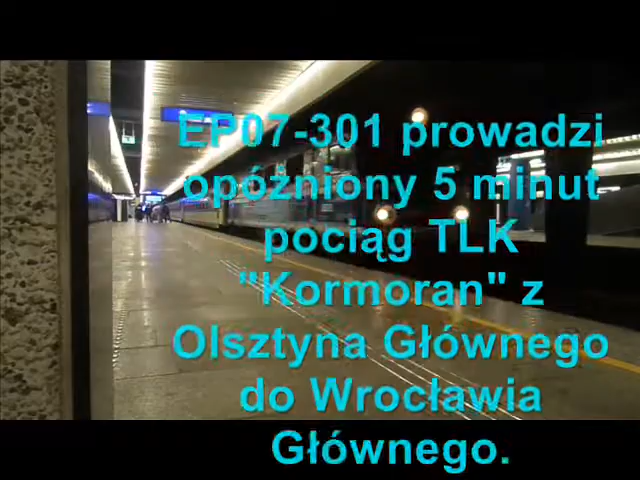 EP07-301 prowadzi
opóźniony 5 minut
pociąg TLK
"Kormoran" z
Olsztyna Głównego
do Wrocławia
Głównego.